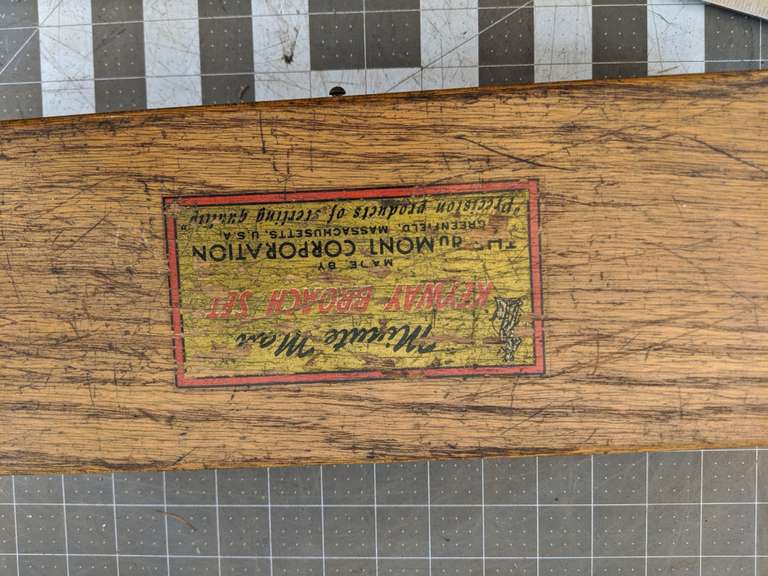 Minute Man
KEYWAY BROACH SET
MADE BY
THE duMONT CORPORATION
GREENFIELD, MASSACHUSETTS, U.S.A.
"Precision products of sterling quality"